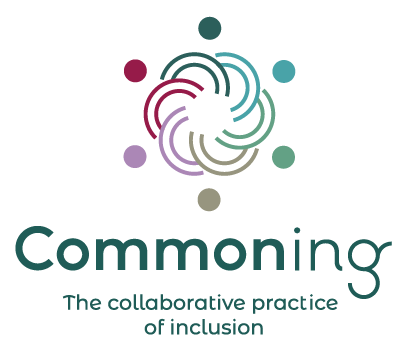 Commoning
The collaborative practice
of inclusion